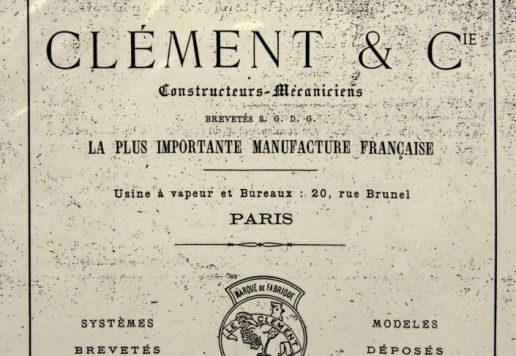 CLÉMENT & CIE
Constructeurs-Mécaniciens
BREVETÉS S. G. D. G.
LA PLUS IMPORTANTE MANUFACTURE FRANÇAISE
Usine à vapeur et Bureaux : 20, rue Brunel
PARIS
MARQUE DE FABRIQUE
LE CLÉMENT
SYSTÈMES
MODELES
BREVETÉS
DÉPOSÉS